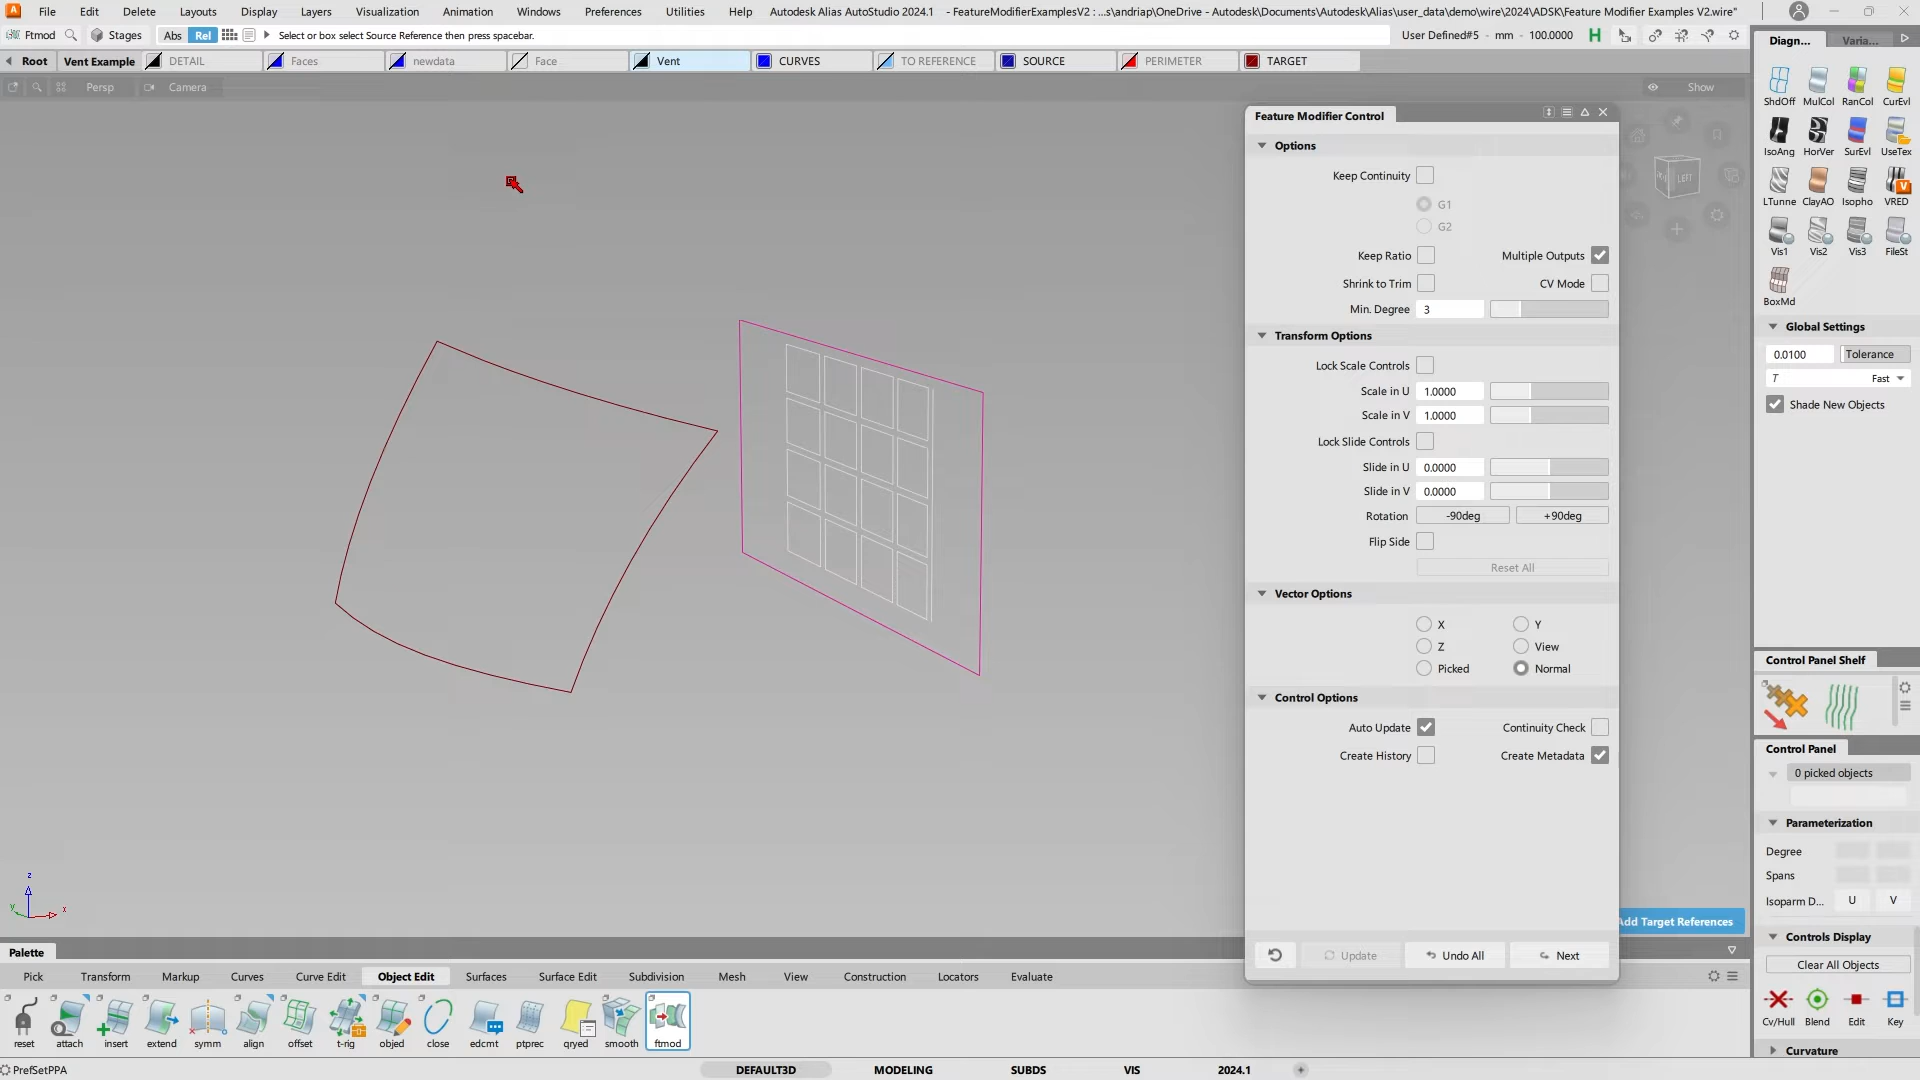 File Edit Delete Layouts Display Layers Visualization Animation Windows Preferences Utilities Help Autodesk Alias AutoStudio 2024.1 - FeatureModifierExamplesV2 : ...s\andriap\OneDrive - Autodesk\Documents\Autodesk\Alias\user_data\demo\wire\2024\ADSK\Feature Modifier Examples V2.wire"
Ftmod Stages Abs Rel Select or box select Source Reference then press spacebar. User Defined#5 - mm - 100.0000
Root Vent Example DETAIL Faces newdata Face Vent CURVES TO REFERENCE SOURCE PERIMETER TARGET
Persp Camera Show
LEFT
Feature Modifier Control
Options
Keep Continuity
G1
G2
Keep Ratio Multiple Outputs
Shrink to Trim CV Mode
Min. Degree 3
Transform Options
Lock Scale Controls
Scale in U 1.0000
Scale in V 1.0000
Lock Slide Controls
Slide in U 0.0000
Slide in V 0.0000
Rotation -90deg +90deg
Flip Side
Reset All
Vector Options
X Y
Z View
Picked Normal
Control Options
Auto Update Continuity Check
Create History Create Metadata
Update Undo All Next
Add Target References
Diagn... Varia...
ShdOff MulCol RanCol CurEvl
IsoAng HorVer SurEvl UseTex
LTunne ClayAO Isopho VRED
Vis1 Vis2 Vis3 FileSt
BoxMd
Global Settings
0.0100 Tolerance
T Fast
Shade New Objects
Control Panel Shelf
Control Panel
0 picked objects
Parameterization
Degree
Spans
Isoparm D... U V
Controls Display
Clear All Objects
Cv/Hull Blend Edit Key
Curvature
z
y x
Palette
Pick Transform Markup Curves Curve Edit Object Edit Surfaces Surface Edit Subdivision Mesh View Construction Locators Evaluate
reset attach insert extend symm align offset t-rig objed close edcmt ptprec qryed smooth ftmod
PrefSetPPA DEFAULT3D MODELING SUBDS VIS 2024.1 +